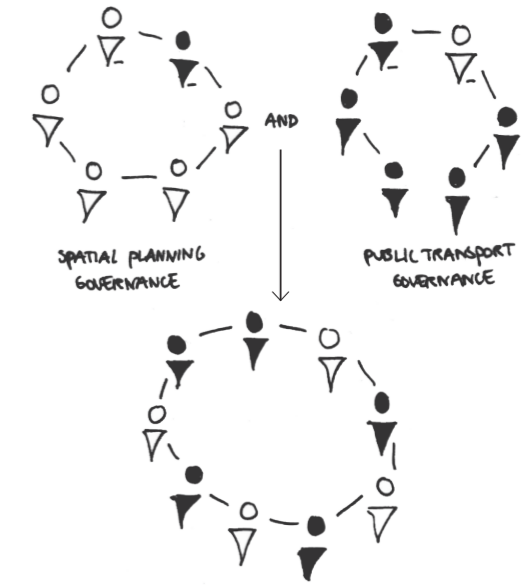 AND
SPATIAL PLANNING
GOVERNANCE
PUBLIC TRANSPORT
GOVERNANCE